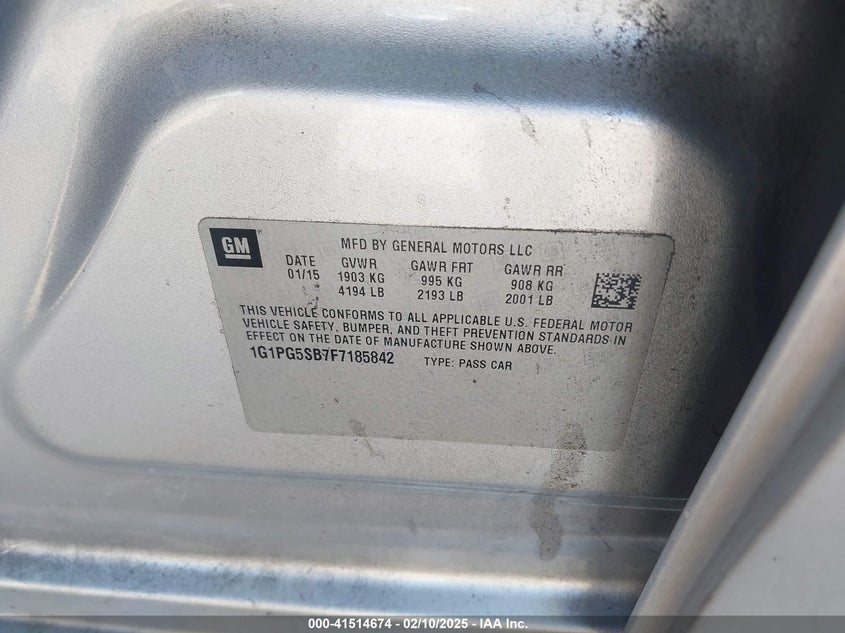 GM
MFD BY GENERAL MOTORS LLC
DATE GVWR GAWR FRT GAWR RR
01/15 1903 KG 995 KG 908 KG
4194 LB 2193 LB 2001 LB
THIS VEHICLE CONFORMS TO ALL APPLICABLE U.S. FEDERAL MOTOR
VEHICLE SAFETY, BUMPER, AND THEFT PREVENTION STANDARDS IN
EFFECT ON THE DATE OF MANUFACTURE SHOWN ABOVE.
1G1PG5SB7F7185842 TYPE: PASS CAR
000-41514674 - 02/10/2025 - IAA Inc.